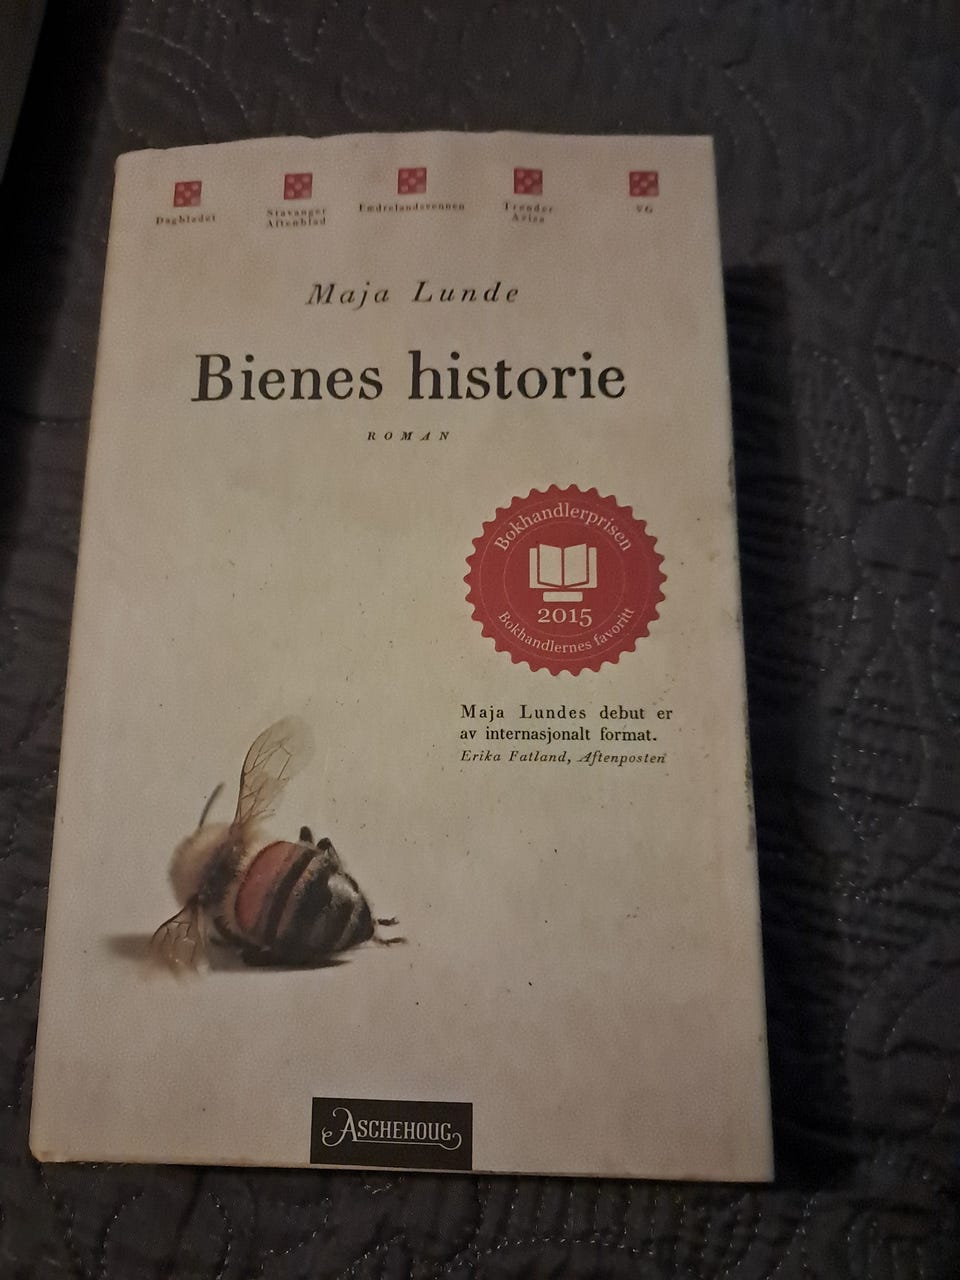 Dagbladet
Stavanger
Aftenblad
Fædrelandsvennen
Trønder
Avisa
VG
Maja Lunde
Bienes historie
ROMAN
Bokhandlerprisen
2015
Bokhandlernes favoritt
Maja Lundes debut er
av internasjonalt format.
Erika Fatland, Aftenposten
ASCHEHOUG